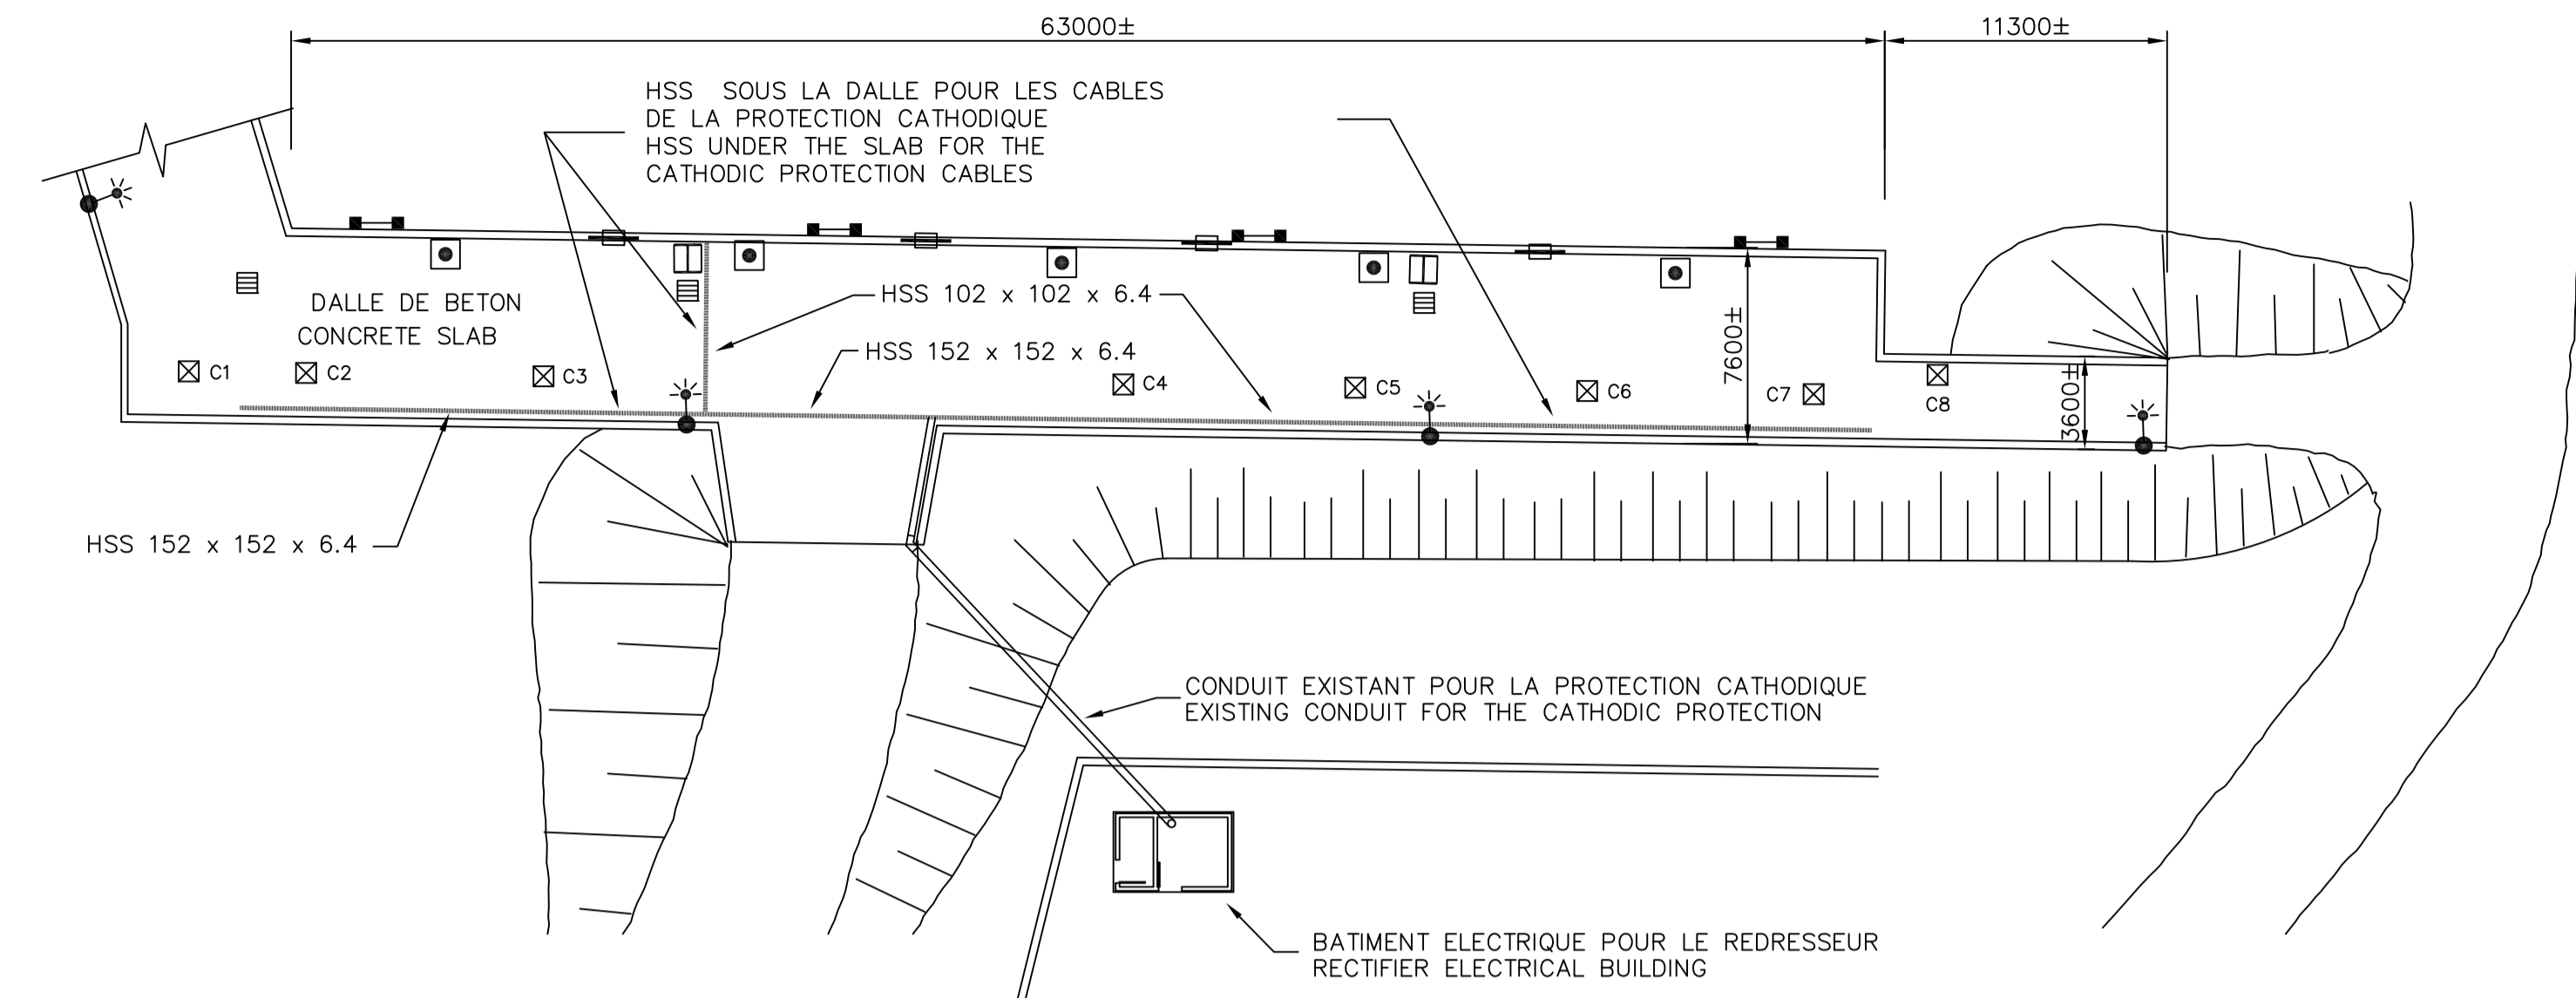 63000±
11300±
HSS SOUS LA DALLE POUR LES CABLES
DE LA PROTECTION CATHODIQUE
HSS UNDER THE SLAB FOR THE
CATHODIC PROTECTION CABLES
DALLE DE BETON
CONCRETE SLAB
HSS 102 x 102 x 6.4
HSS 152 x 152 x 6.4
7600±
3600±
C1
C2
C3
C4
C5
C6
C7
C8
HSS 152 x 152 x 6.4
CONDUIT EXISTANT POUR LA PROTECTION CATHODIQUE
EXISTING CONDUIT FOR THE CATHODIC PROTECTION
BATIMENT ELECTRIQUE POUR LE REDRESSEUR
RECTIFIER ELECTRICAL BUILDING